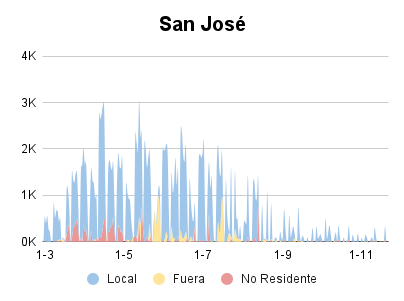 San José
4K
3K
2K
1K
0K
1-3 1-5 1-7 1-9 1-11
Local Fuera No Residente